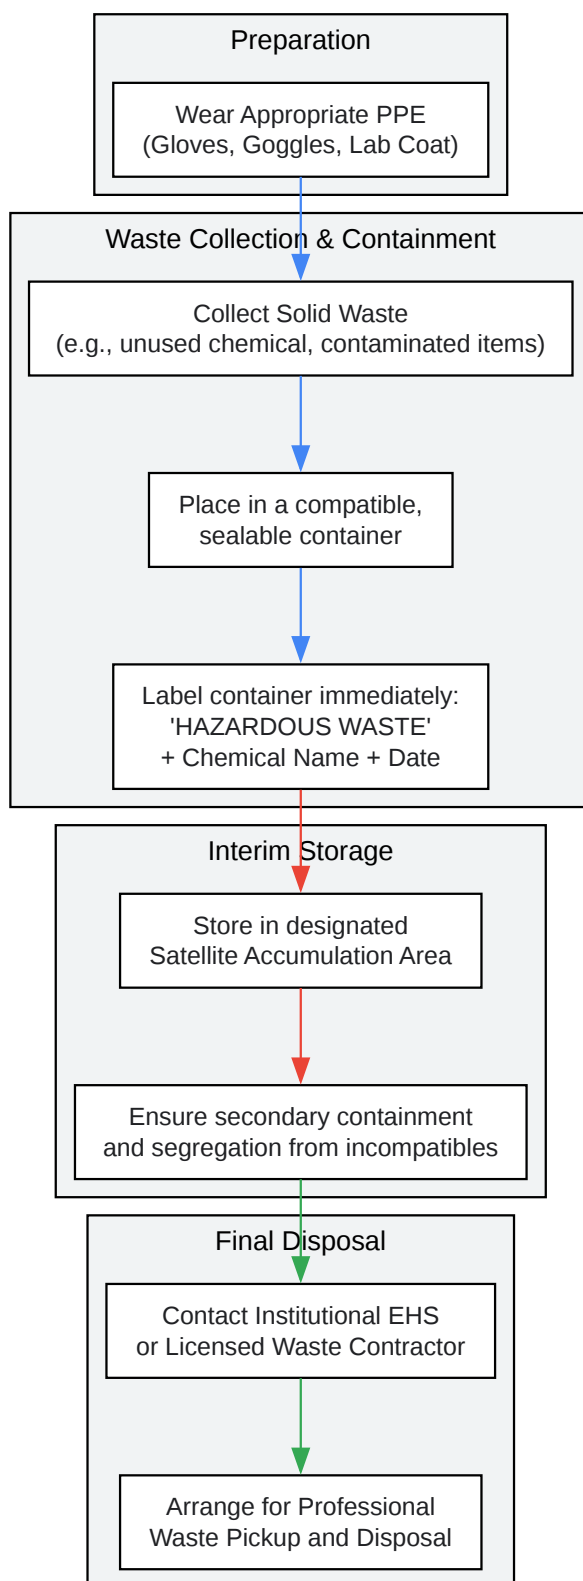 Preparation
Wear Appropriate PPE
(Gloves, Goggles, Lab Coat)
Waste Collection & Containment
Collect Solid Waste
(e.g., unused chemical, contaminated items)
Place in a compatible,
sealable container
Label container immediately:
'HAZARDOUS WASTE'
+ Chemical Name + Date
Interim Storage
Store in designated
Satellite Accumulation Area
Ensure secondary containment
and segregation from incompatibles
Final Disposal
Contact Institutional EHS
or Licensed Waste Contractor
Arrange for Professional
Waste Pickup and Disposal